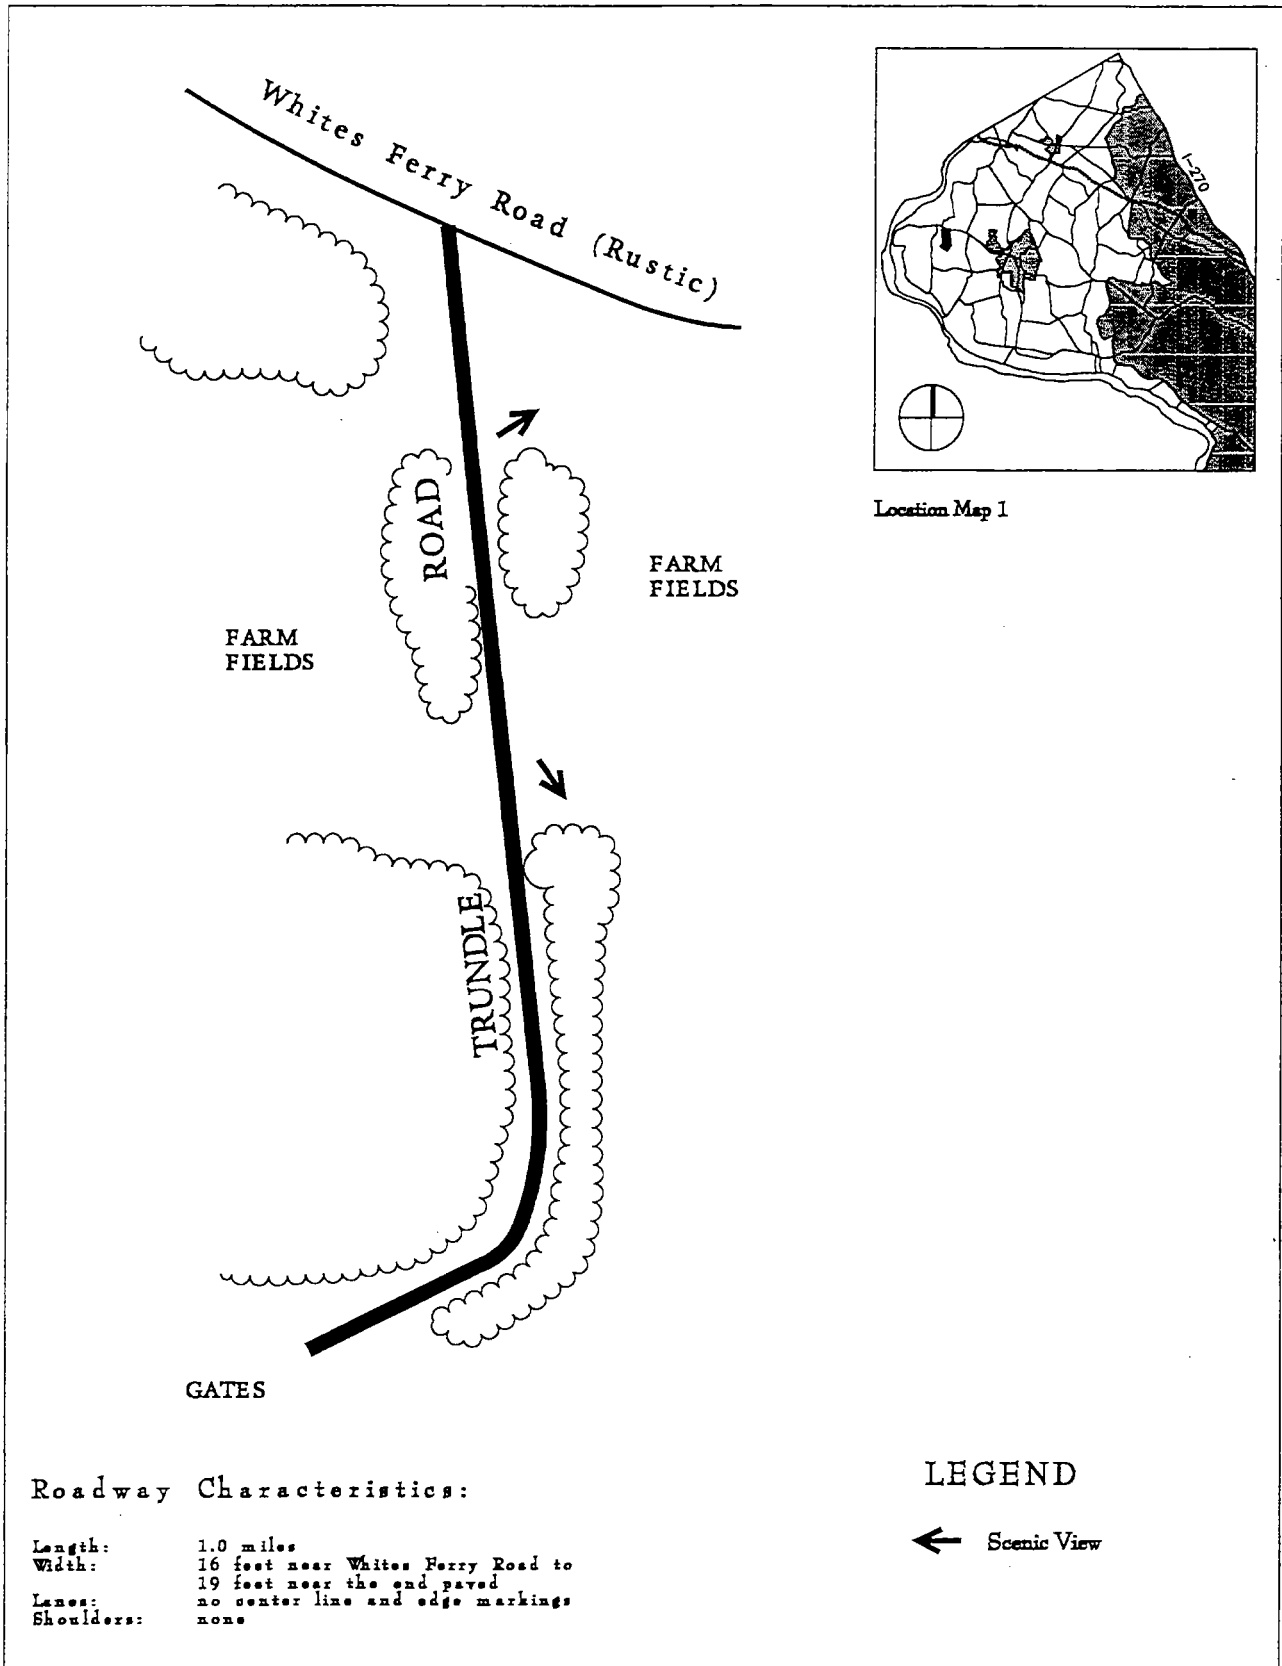 Whites Ferry Road (Rustic)
I-270
Location Map 1
ROAD
FARM
FIELDS
FARM
FIELDS
TRUNDLE
GATES
Roadway Characteristics:
Length: 1.0 miles
Width: 16 feet near Whites Ferry Road to
19 feet near the end paved
Lanes: no center line and edge markings
Shoulders: none
LEGEND
Scenic View